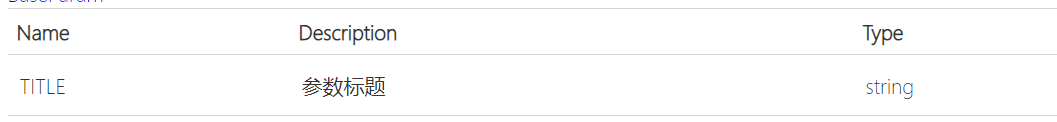 Name Description Type
TITLE 参数标题 string